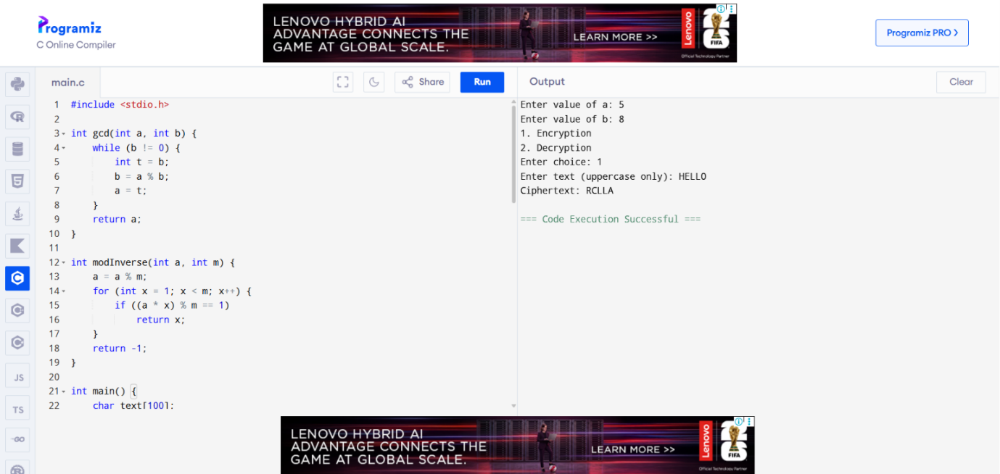 LENOVO HYBRID AI
ADVANTAGE CONNECTS THE
GAME AT GLOBAL SCALE.
LEARN MORE >>
Lenovo
FIFA
Official Technology Partner
Programiz
C Online Compiler
Programiz PRO
main.c
Share
Run
Output
Clear
1 #include <stdio.h>
2
3 int gcd(int a, int b) {
4     while (b != 0) {
5         int t = b;
6         b = a % b;
7         a = t;
8     }
9     return a;
10 }
11
12 int modInverse(int a, int m) {
13     a = a % m;
14     for (int x = 1; x < m; x++) {
15         if ((a * x) % m == 1)
16             return x;
17     }
18     return -1;
19 }
20
21 int main() {
22     char text[100];
Enter value of a: 5
Enter value of b: 8
1. Encryption
2. Decryption
Enter choice: 1
Enter text (uppercase only): HELLO
Ciphertext: RCLLA
=== Code Execution Successful ===
R
5
C
C
C
JS
TS
GO
R
LENOVO HYBRID AI
ADVANTAGE CONNECTS THE
GAME AT GLOBAL SCALE.
LEARN MORE >>
Lenovo
FIFA
Official Technology Partner